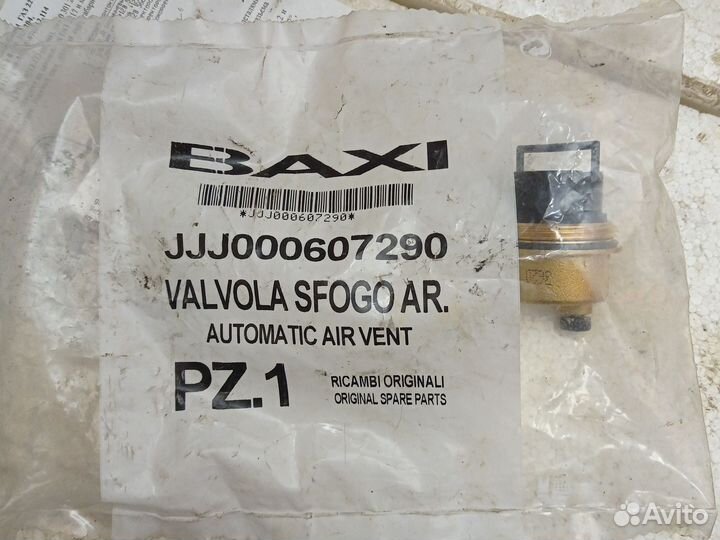 BAXI
*JJJ000607290*
JJJ000607290
VALVOLA SFOGO AR.
AUTOMATIC AIR VENT
PZ.1
RICAMBI ORIGINALI
ORIGINAL SPARE PARTS
Avito